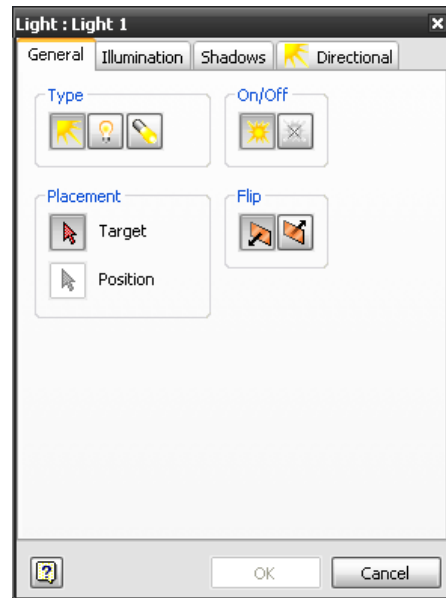 Light : Light 1
General Illumination Shadows Directional
Type On/Off
Placement Flip
Target
Position
OK Cancel